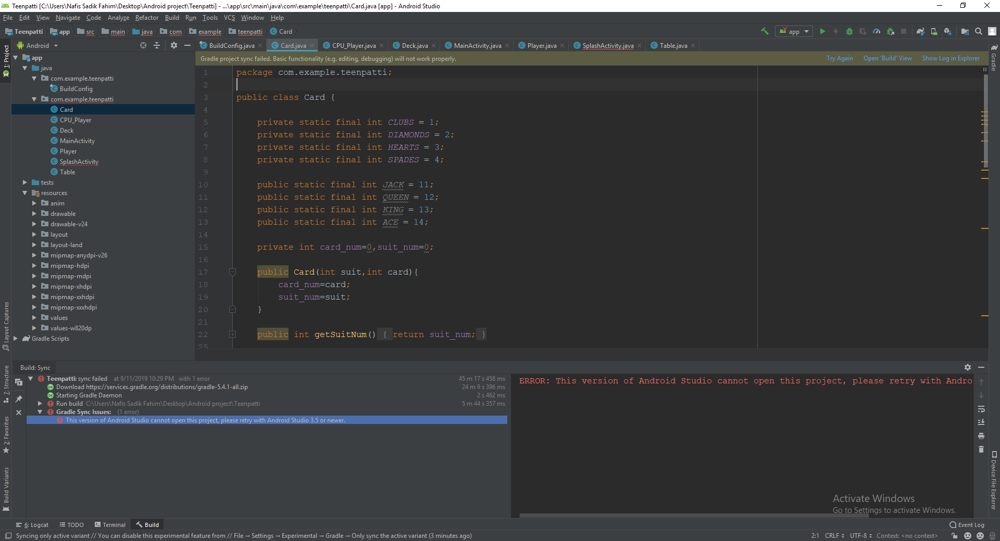 Teenpatti [C:\Users\Nafis Sadik Fahim\Desktop\Android project\Teenpatti] - ...\app\src\main\java\com\example\teenpatti\Card.java [app] - Android Studio
File Edit View Navigate Code Analyze Refactor Build Run Tools VCS Window Help
Teenpatti app src main java com example teenpatti Card
app
Android
BuildConfig.java Card.java CPU_Player.java Deck.java MainActivity.java Player.java SplashActivity.java Table.java
Gradle project sync failed. Basic functionality (e.g. editing, debugging) will not work properly.
Try Again Open 'Build' View Show Log in Explorer
1: Project
Layout Captures
7: Structure
2: Favorites
Build Variants
Gradle
Device File Explorer
app
java
com.example.teenpatti
BuildConfig
com.example.teenpatti
Card
CPU_Player
Deck
MainActivity
Player
SplashActivity
Table
tests
resources
anim
drawable
drawable-v24
layout
layout-land
mipmap-anydpi-v26
mipmap-hdpi
mipmap-mdpi
mipmap-xhdpi
mipmap-xxhdpi
mipmap-xxxhdpi
values
values-w820dp
Gradle Scripts
1 package com.example.teenpatti;
2
3 public class Card {
4
5 private static final int CLUBS = 1;
6 private static final int DIAMONDS = 2;
7 private static final int HEARTS = 3;
8 private static final int SPADES = 4;
9
10 public static final int JACK = 11;
11 public static final int QUEEN = 12;
12 public static final int KING = 13;
13 public static final int ACE = 14;
14
15 private int card_num=0,suit_num=0;
16
17 public Card(int suit,int card){
18 card_num=card;
19 suit_num=suit;
20 }
21
22 public int getSuitNum() { return suit_num; }
25
Build: Sync
Teenpatti: sync failed at 9/11/2019 10:29 PM with 1 error 45 m 17 s 458 ms
Download https://services.gradle.org/distributions/gradle-5.4.1-all.zip 24 m 9 s 396 ms
Starting Gradle Daemon 2 s 462 ms
Run build C:\Users\Nafis Sadik Fahim\Desktop\Android project\Teenpatti 5 m 44 s 357 ms
Gradle Sync Issues: (1 error)
This version of Android Studio cannot open this project, please retry with Android Studio 3.5 or newer.
ERROR: This version of Android Studio cannot open this project, please retry with Andro
Activate Windows
Go to Settings to activate Windows.
6: Logcat TODO Terminal Build Event Log
Syncing only active variant // You can disable this experimental feature from // File → Settings → Experimental → Gradle → Only sync the active variant (3 minutes ago)
2:1 CRLF UTF-8 Context: <no context>